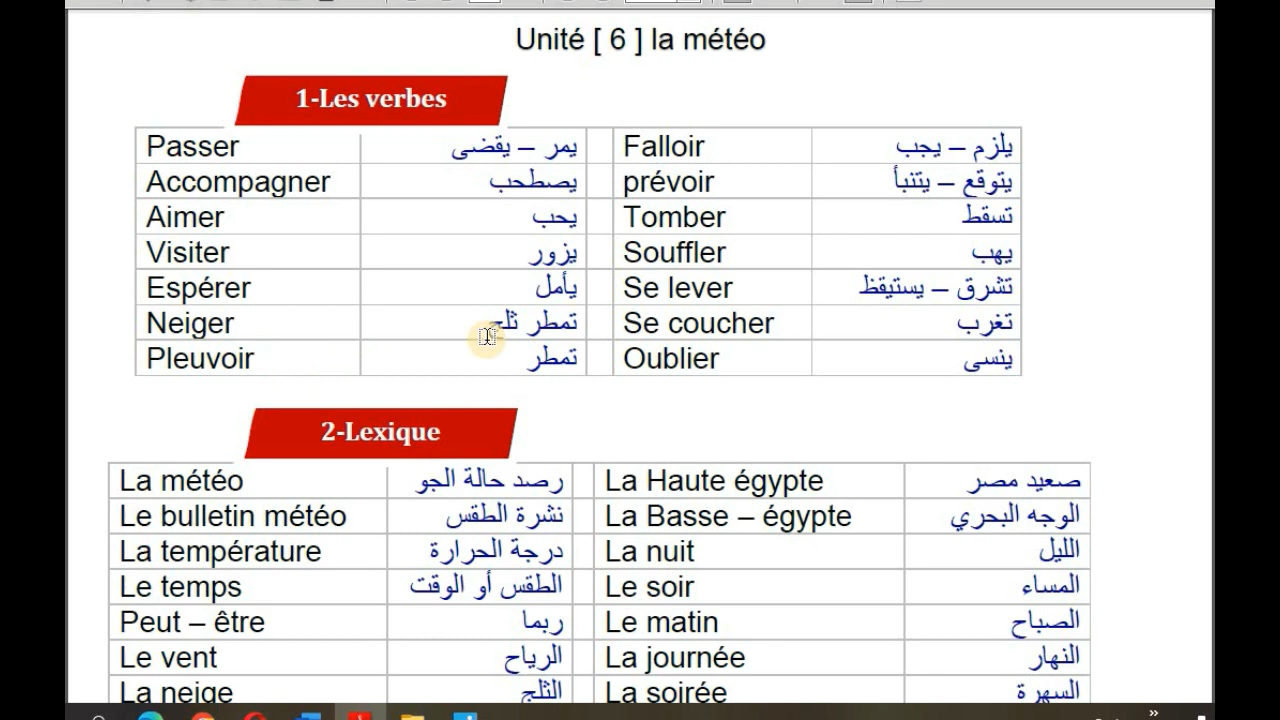 Unité [ 6 ] la météo
1-Les verbes
Passer يمر – يقضى Falloir يلزم – يجب
Accompagner يصطحب prévoir يتوقع – يتنبأ
Aimer يحب Tomber تسقط
Visiter يزور Souffler يهب
Espérer يأمل Se lever تشرق – يستيقظ
Neiger تمطر ثلج Se coucher تغرب
Pleuvoir تمطر Oublier ينسى
2-Lexique
La météo رصد حالة الجو La Haute égypte صعيد مصر
Le bulletin météo نشرة الطقس La Basse – égypte الوجه البحري
La température درجة الحرارة La nuit الليل
Le temps الطقس أو الوقت Le soir المساء
Peut – être ربما Le matin الصباح
Le vent الرياح La journée النهار
La neige الثلج La soirée السهرة